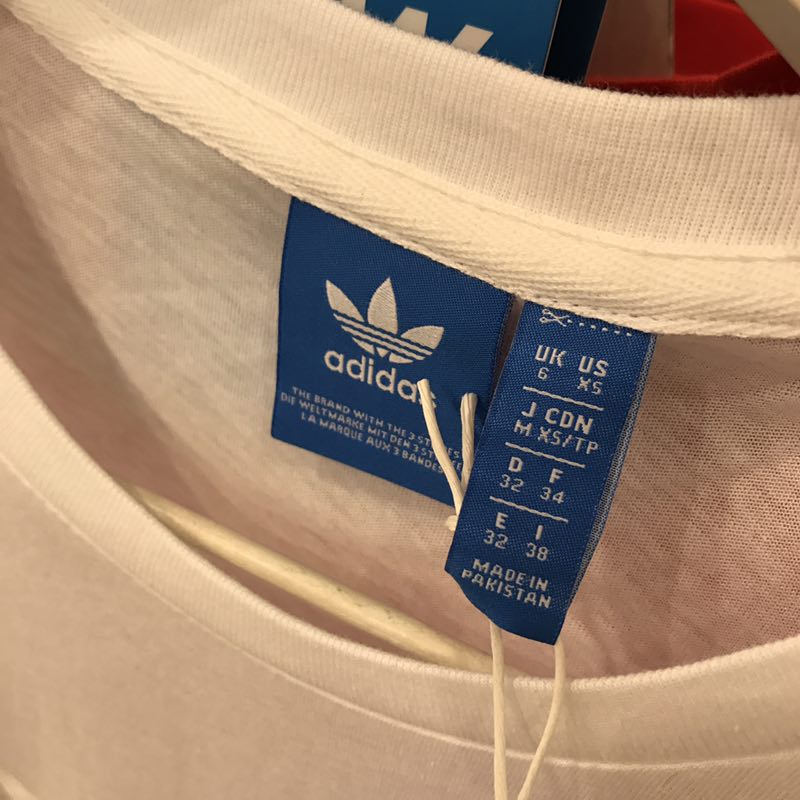 W
adidas
THE BRAND WITH THE 3 STRIPES
DIE WELTMARKE MIT DEN 3 STREIFEN
LA MARQUE AUX 3 BANDES
UK US
6 XS
J CDN
M XS/TP
D F
32 34
E I
32 38
MADE IN
PAKISTAN